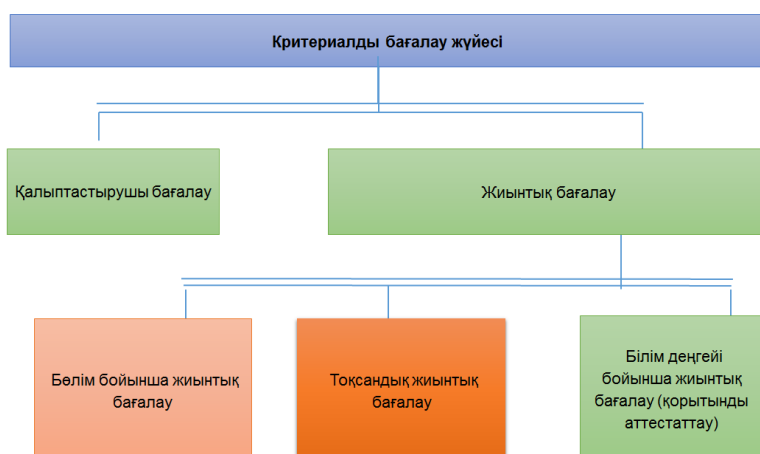 Критериалды бағалау жүйесі
Қалыптастырушы бағалау
Жиынтық бағалау
Бөлім бойынша жиынтық
бағалау
Тоқсандық жиынтық
бағалау
Білім деңгейі
бойынша жиынтық
бағалау (қорытынды
аттестаттау)